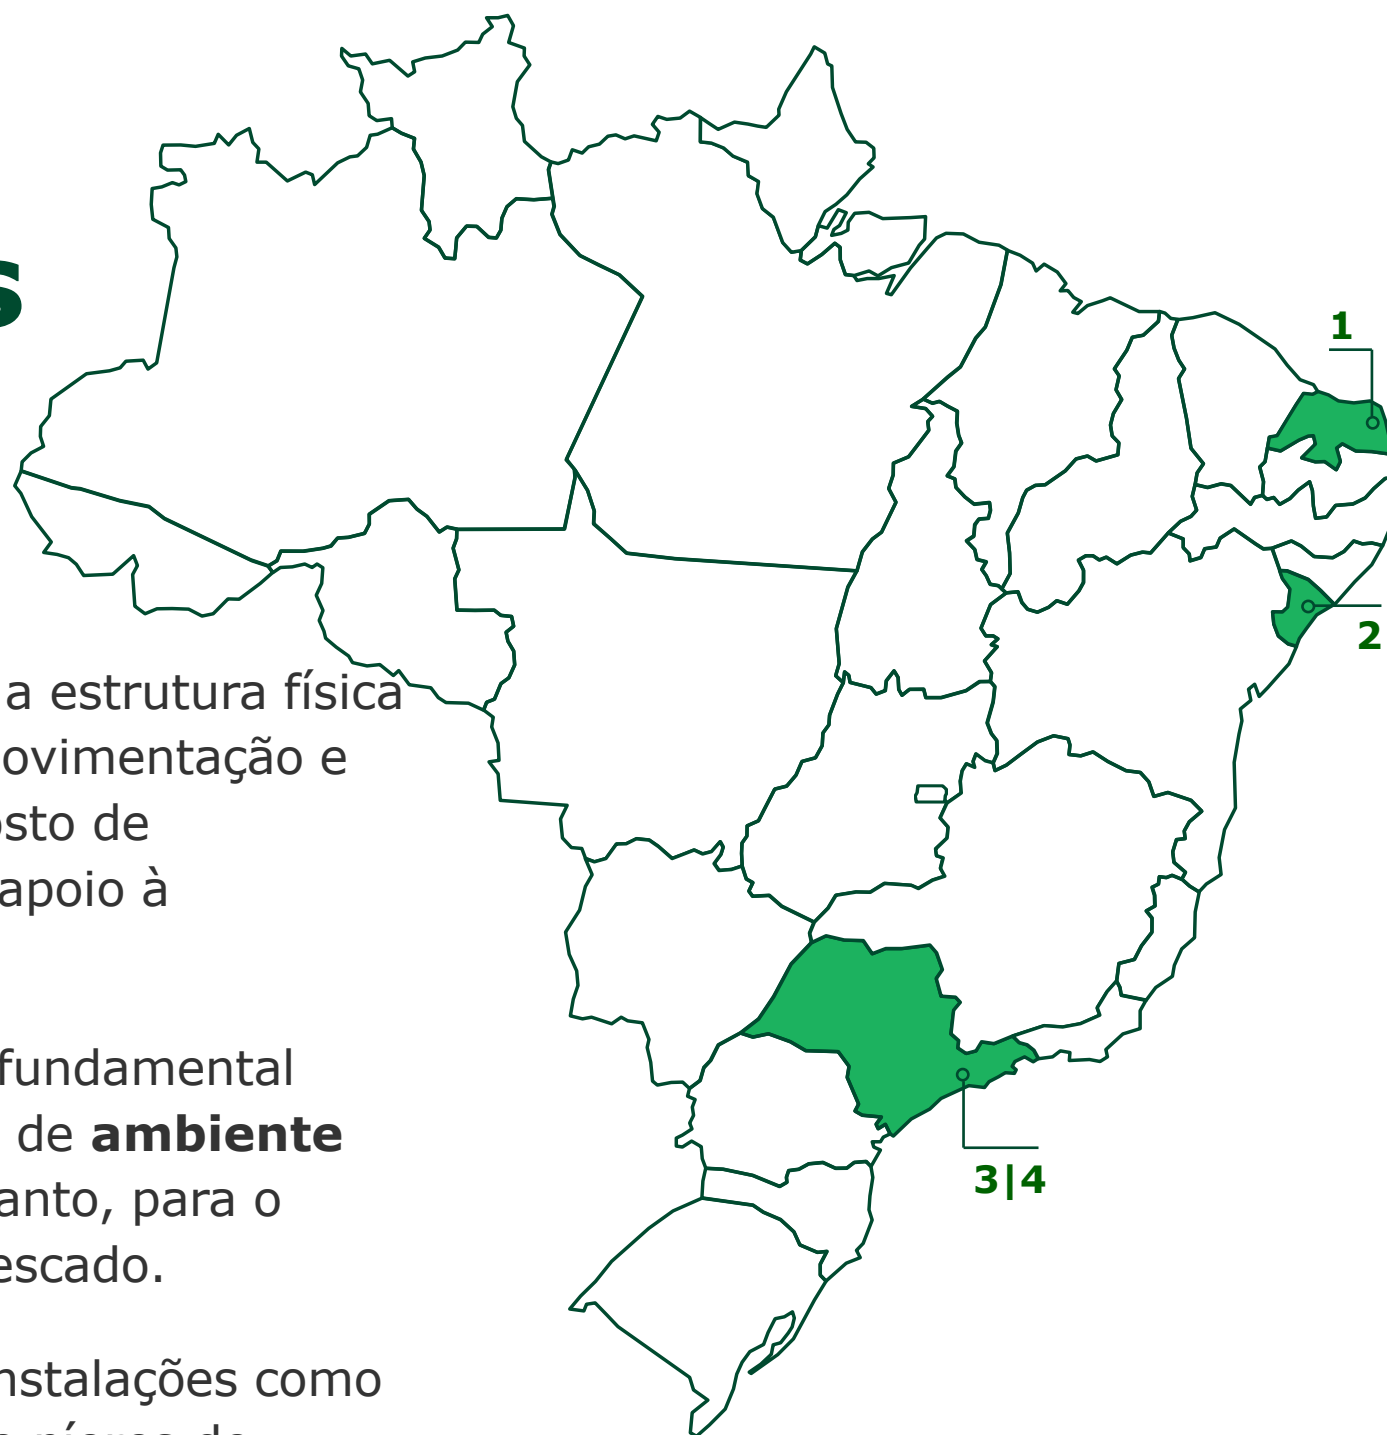 s
1
2
a estrutura física
ovimentação e
osto de
apoio à
fundamental
de ambiente
anto, para o
escado.
3|4
nstalações como